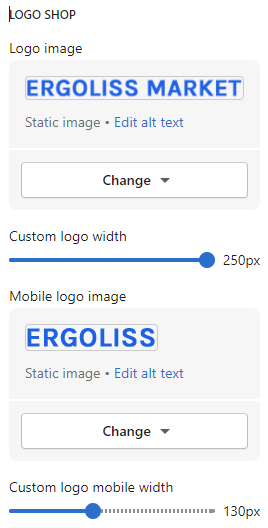 LOGO SHOP
Logo image
ERGOLISS MARKET
Static image • Edit alt text
Change
Custom logo width
250px
Mobile logo image
ERGOLISS
Static image • Edit alt text
Change
Custom logo mobile width
130px